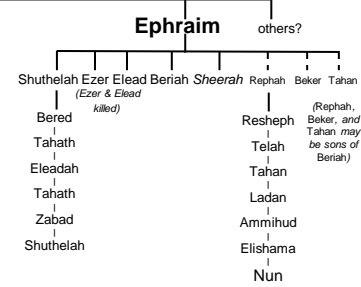 Ephraim
others?
Shuthelah Ezer Elead Beriah Sheerah Rephah Beker Tahan
(Ezer & Elead
killed)
Bered
Tahath
Eleadah
Tahath
Zabad
Shuthelah
Resheph
Telah
Tahan
Ladan
Ammihud
Elishama
Nun
(Rephah,
Beker, and
Tahan may
be sons of
Beriah)